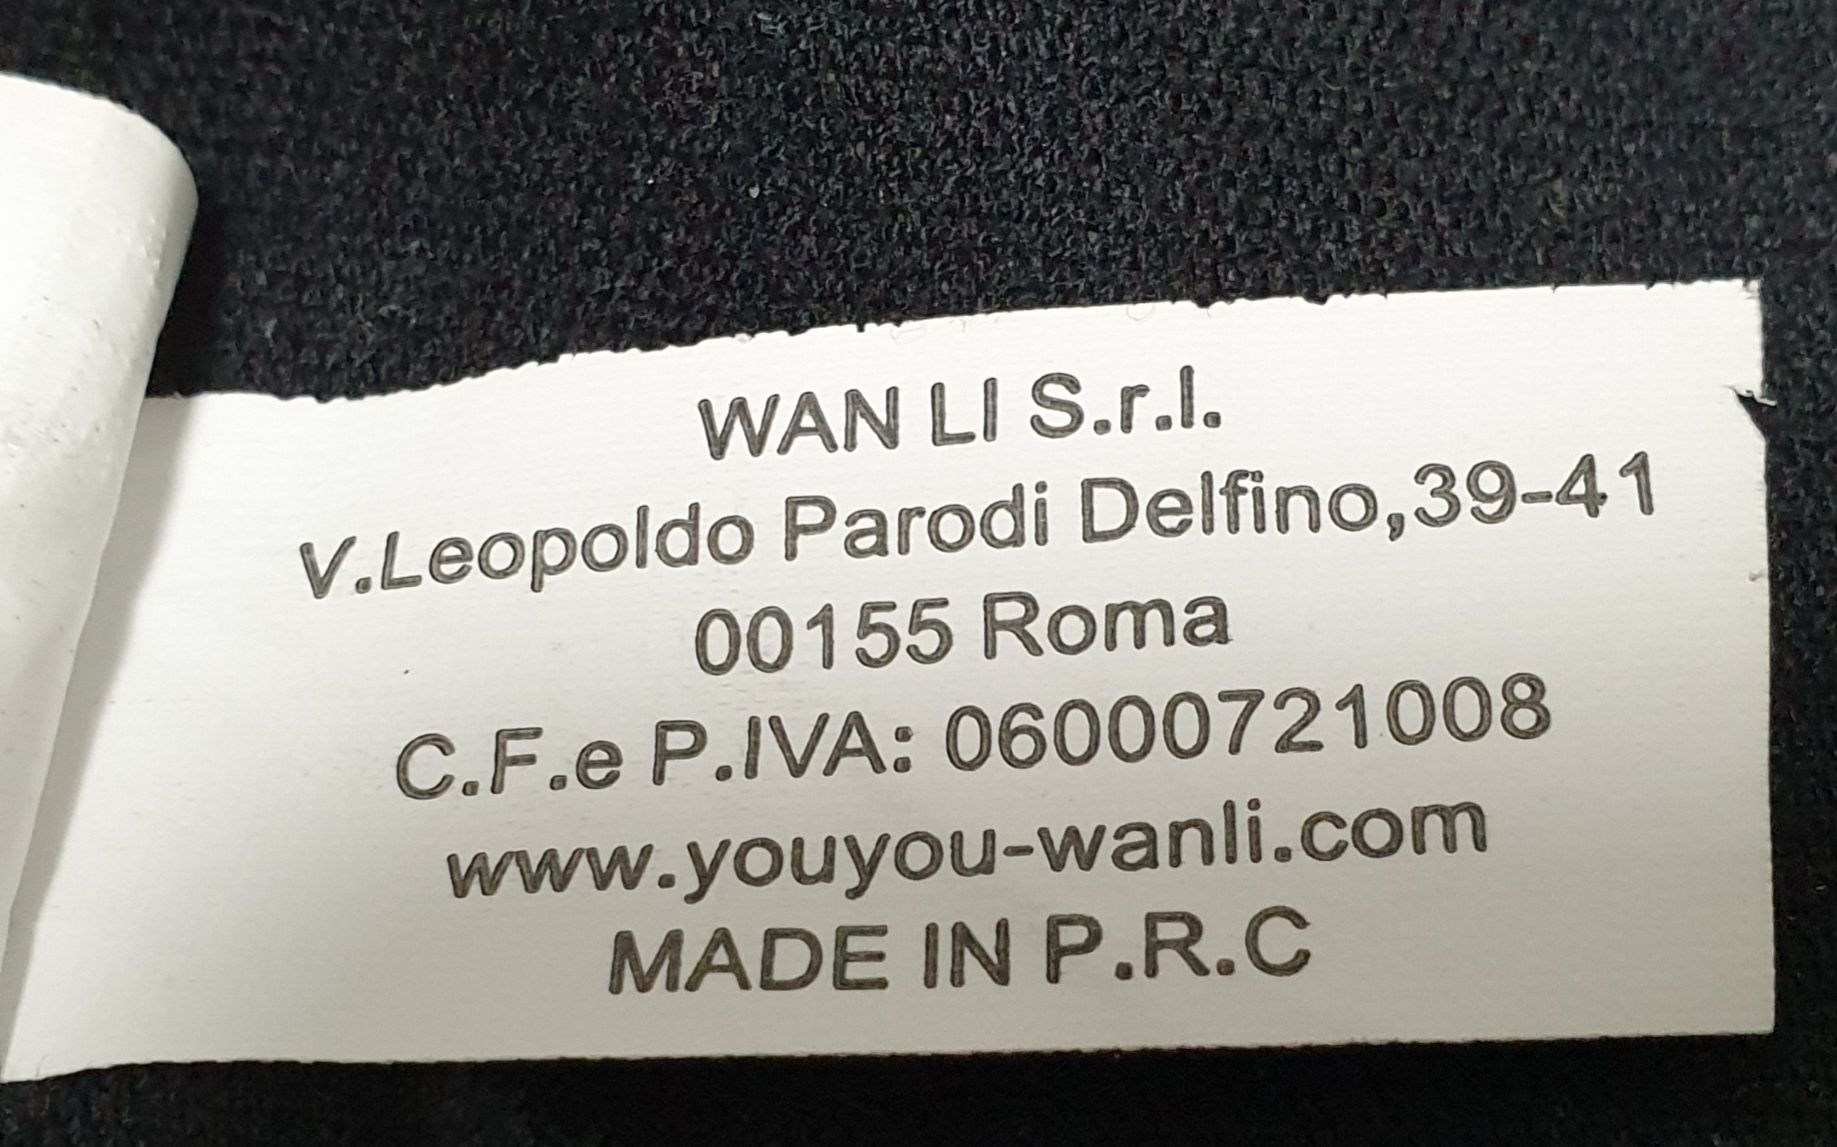 WAN LI S.r.l.
V.Leopoldo Parodi Delfino,39-41
00155 Roma
C.F.e P.IVA: 06000721008
www.youyou-wanli.com
MADE IN P.R.C